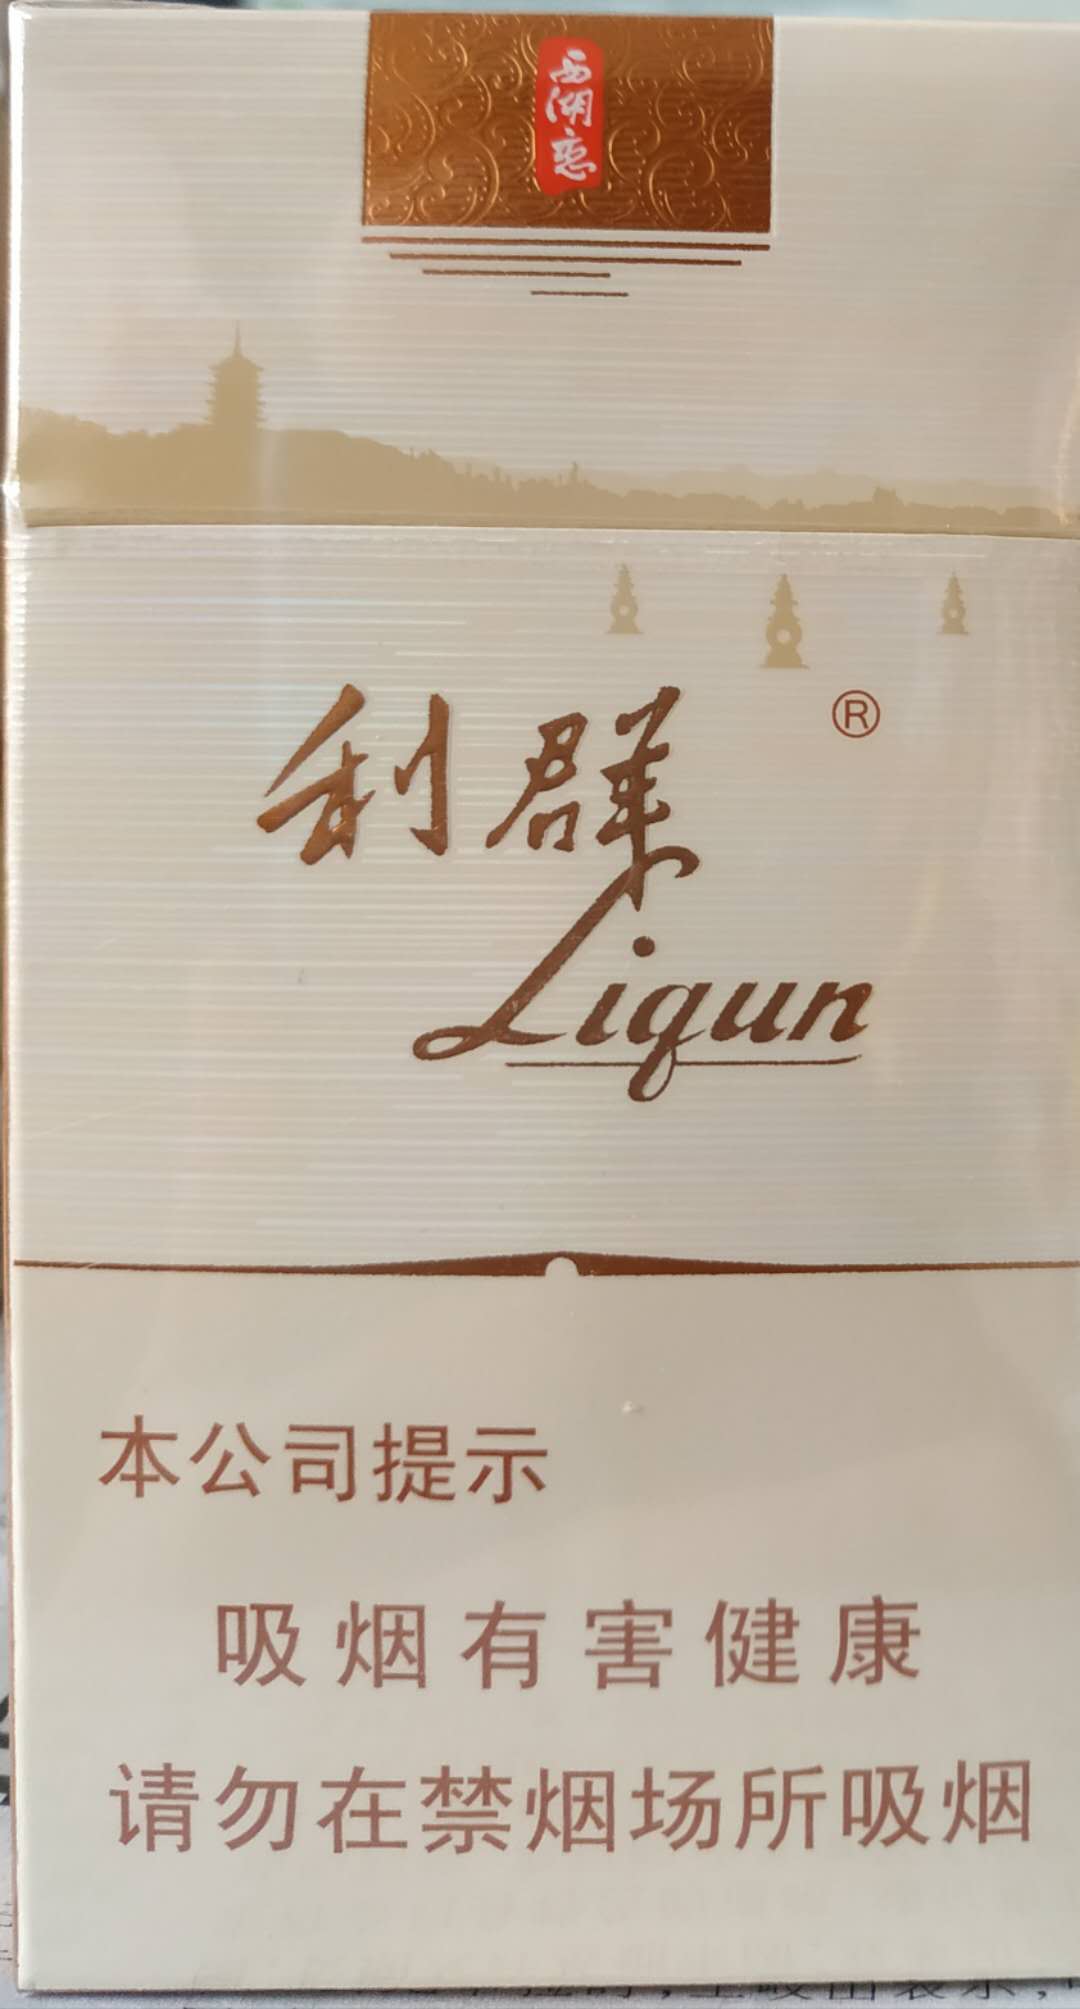 西湖恋
利群
®
Liqun
本公司提示
吸烟有害健康
请勿在禁烟场所吸烟